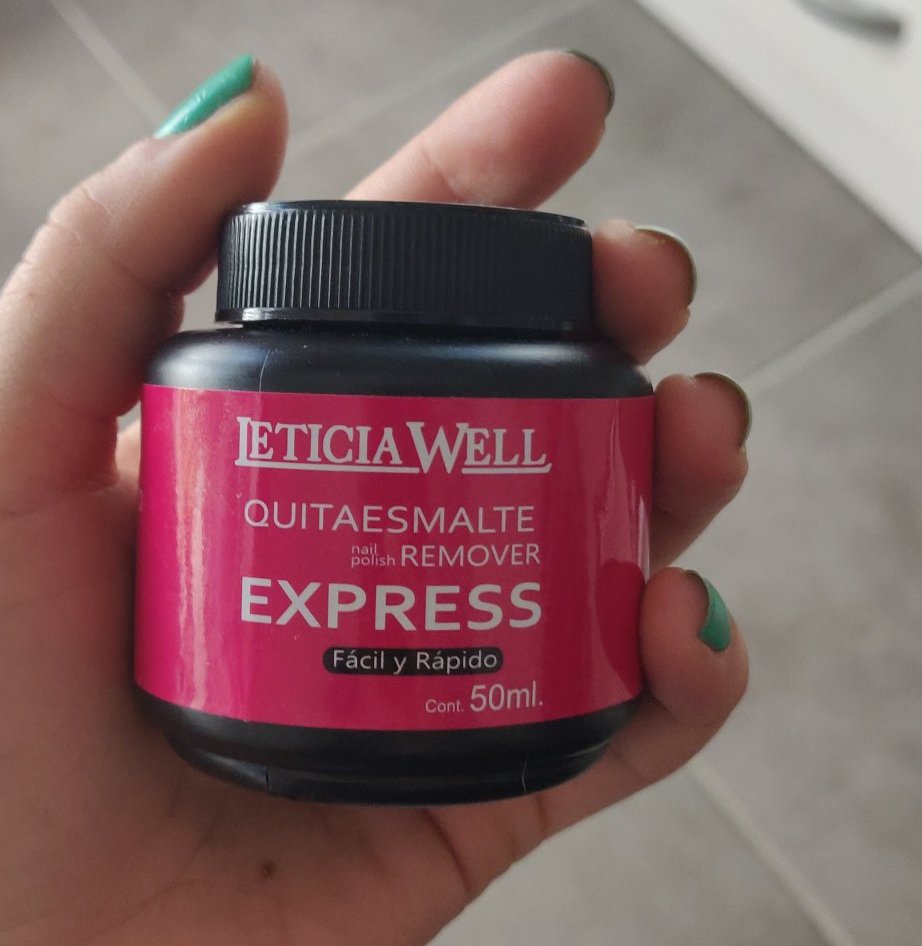 LETICIA WELL
QUITAESMALTE
nail polish REMOVER
EXPRESS
Fácil y Rápido
Cont. 50ml.